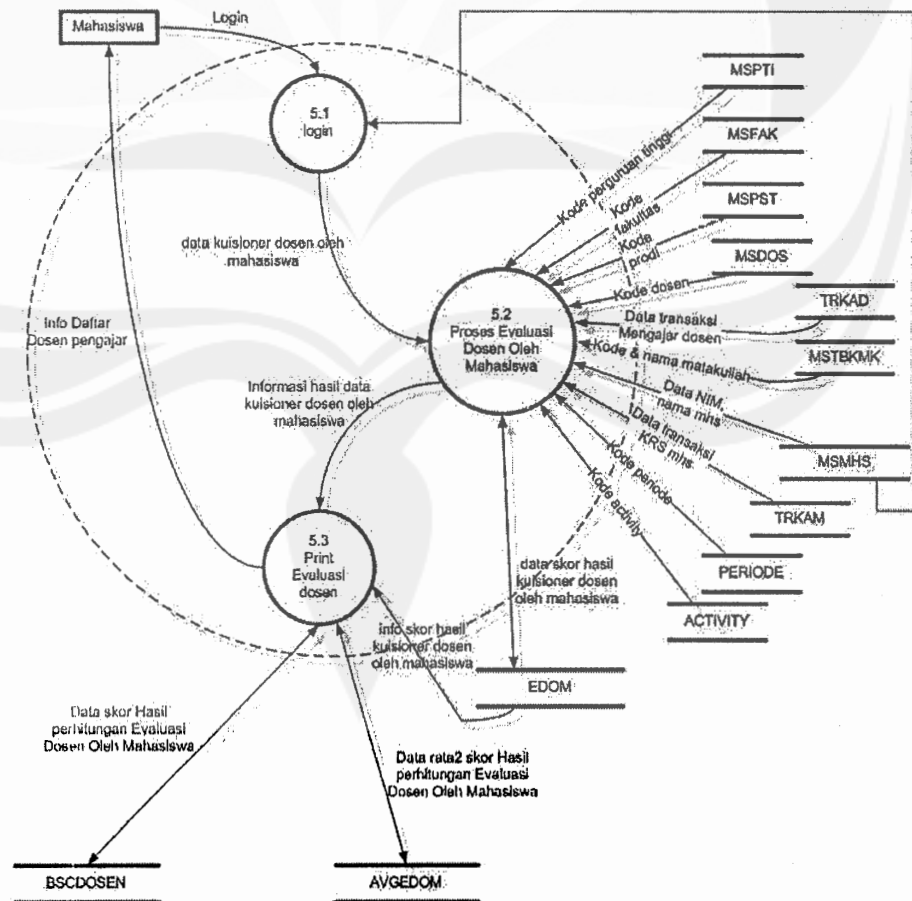 Mahasiswa
Login
5.1
login
MSPTI
MSFAK
MSPST
MSDOS
TRKAD
MSTBKMK
MSMHS
TRKAM
PERIODE
ACTIVITY
Kode perguruan tinggi
Kode
fakultas
Kode
prodi
Kode dosen
Data transaksi
Mengajar dosen
Kode & nama matakuliah
Data NIM,
nama mhs
Data transaksi
KRS mhs
Kode periode
Kode activity
data kuisioner dosen oleh
mahasiswa
5.2
Proses Evaluasi
Dosen Oleh
Mahasiswa
Info Daftar
Dosen pengajar
Informasi hasil data
kuisioner dosen oleh
mahasiswa
5.3
Print
Evaluasi
dosen
data skor hasil
kuisioner dosen
oleh mahasiswa
info skor hasil
kuisioner dosen
oleh mahasiswa
EDOM
Data skor Hasil
perhitungan Evaluasi
Dosen Oleh Mahasiswa
Data rata2 skor Hasil
perhitungan Evaluasi
Dosen Oleh Mahasiswa
BSCDOSEN
AVGEDOM